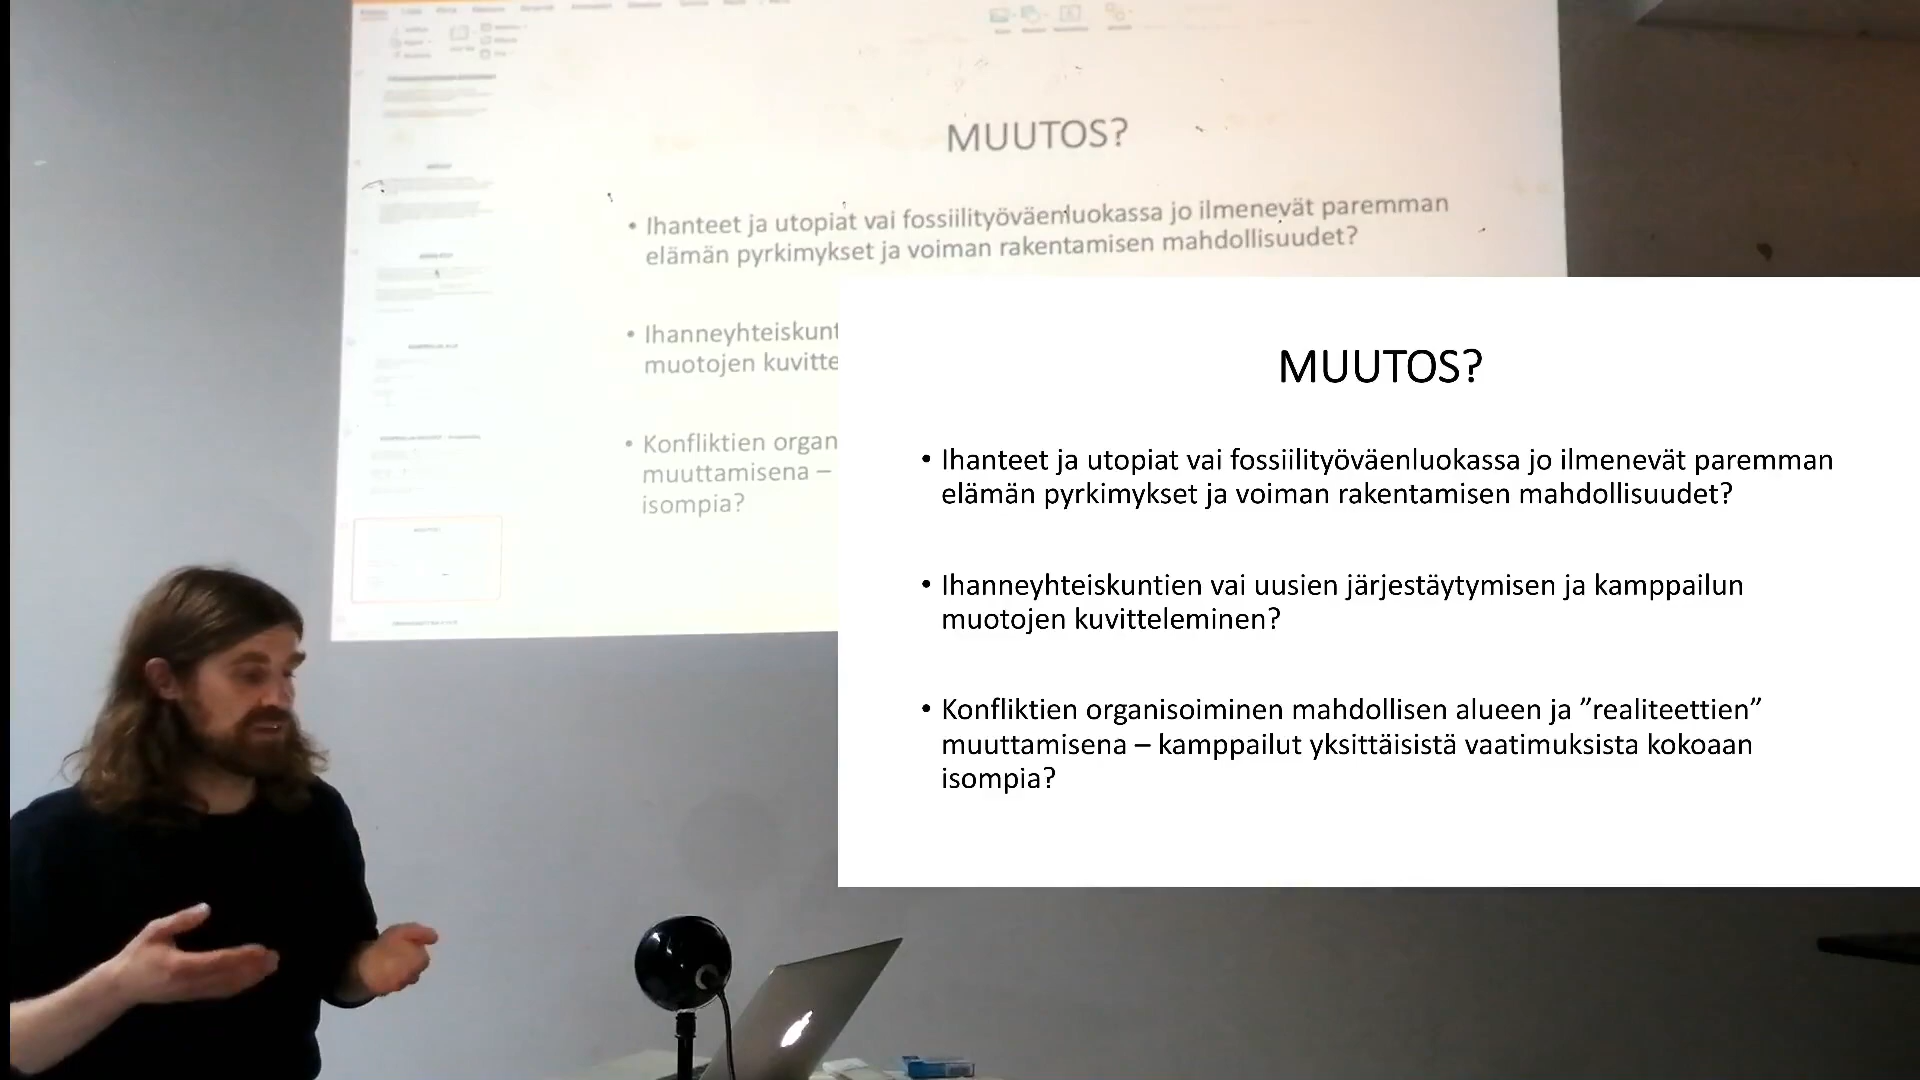 MUUTOS?
• Ihanteet ja utopiat vai fossiilityöväenluokassa jo ilmenevät paremman
elämän pyrkimykset ja voiman rakentamisen mahdollisuudet?
• Ihanneyhteiskunt
muotojen kuvitte
• Konfliktien organ
muuttamisena –
isompia?
MUUTOS?
• Ihanteet ja utopiat vai fossiilityöväenluokassa jo ilmenevät paremman
elämän pyrkimykset ja voiman rakentamisen mahdollisuudet?
• Ihanneyhteiskuntien vai uusien järjestäytymisen ja kamppailun
muotojen kuvitteleminen?
• Konfliktien organisoiminen mahdollisen alueen ja ”realiteettien”
muuttamisena – kamppailut yksittäisistä vaatimuksista kokoaan
isompia?